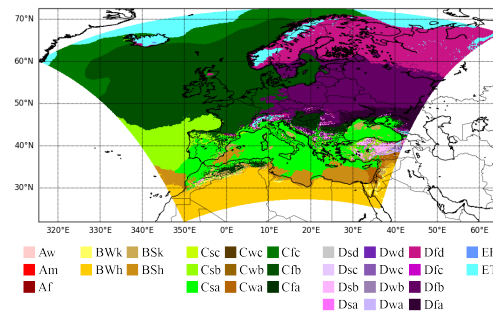 70°N
60°N
50°N
40°N
30°N
320°E 330°E 340°E 350°E 0°E 10°E 20°E 30°E 40°E 50°E 60°E
Aw BWk BSk Csc Cwc Cfc Dsd Dwd Dfd
Am BWh BSh Csb Cwb Cfb Dsc Dwc Dfc
Af Csa Cwa Cfa Dsb Dwb Dfb
Dsa Dwa Dfa